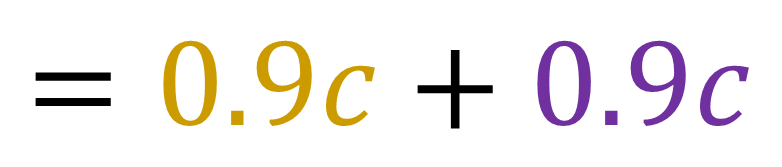 = 0.9c + 0.9c